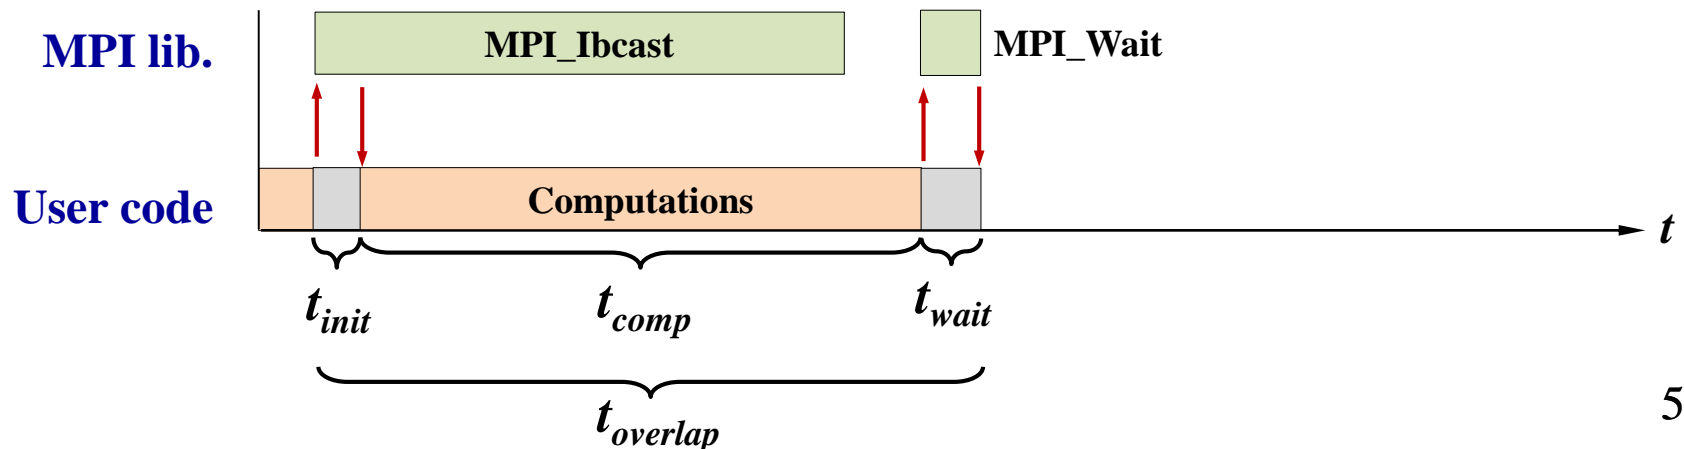 MPI lib.
MPI_Ibcast
MPI_Wait
User code
Computations
t
t_init
t_comp
t_wait
t_overlap
5